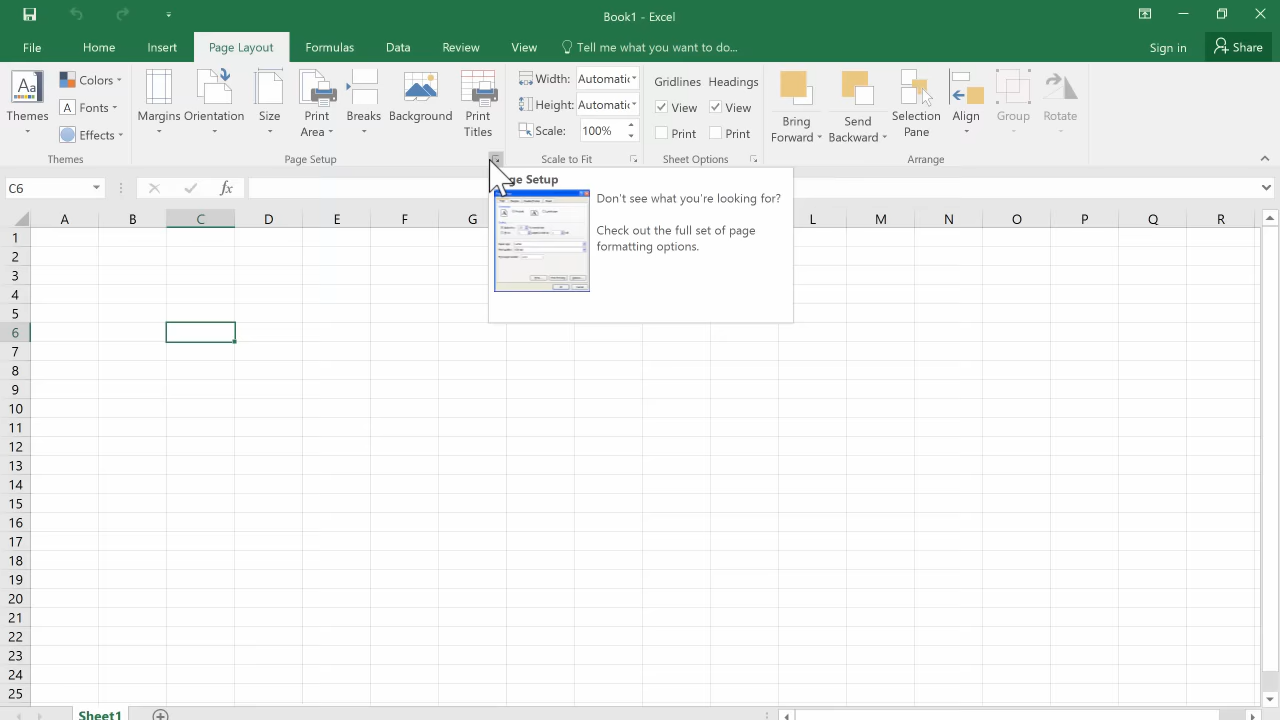 Book1 - Excel
File Home Insert Page Layout Formulas Data Review View Tell me what you want to do... Sign in Share
Themes
Colors
Fonts
Effects
Themes
Margins
Orientation
Size
Print
Area
Breaks
Background
Print
Titles
Page Setup
Width: Automatic
Height: Automatic
Scale: 100%
Scale to Fit
Gridlines Headings
View View
Print Print
Sheet Options
Bring
Forward
Send
Backward
Selection
Pane
Align
Group
Rotate
Arrange
C6
fx
ge Setup
Don't see what you're looking for?
Check out the full set of page
formatting options.
A B C D E F G L M N O P Q R
1
2
3
4
5
6
7
8
9
10
11
12
13
14
15
16
17
18
19
20
21
22
23
24
25
Sheet1